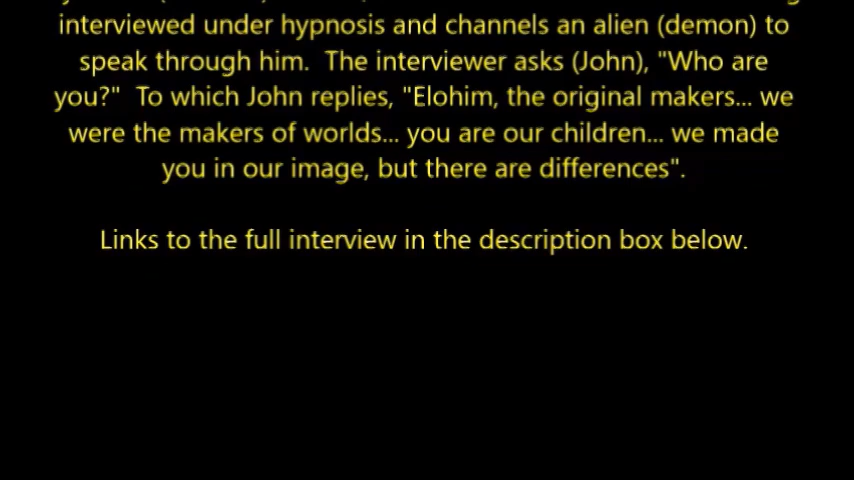 interviewed under hypnosis and channels an alien (demon) to
speak through him. The interviewer asks (John), "Who are
you?" To which John replies, "Elohim, the original makers... we
were the makers of worlds... you are our children... we made
you in our image, but there are differences".
Links to the full interview in the description box below.